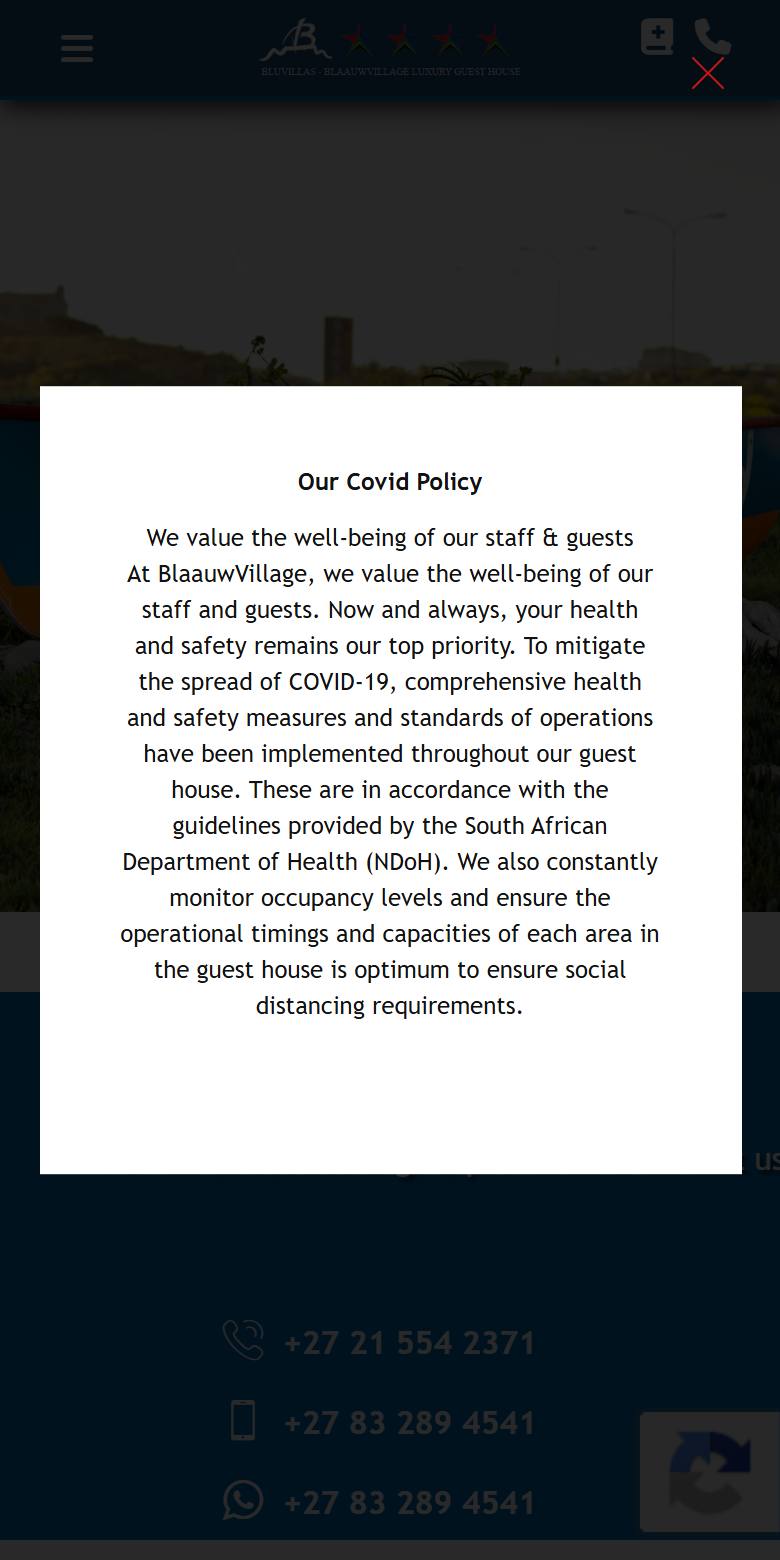 BLUVILLAS - BLAAUWVILLAGE LUXURY GUEST HOUSE
Our Covid Policy
We value the well-being of our staff & guests
At BlaauwVillage, we value the well-being of our
staff and guests. Now and always, your health
and safety remains our top priority. To mitigate
the spread of COVID-19, comprehensive health
and safety measures and standards of operations
have been implemented throughout our guest
house. These are in accordance with the
guidelines provided by the South African
Department of Health (NDoH). We also constantly
monitor occupancy levels and ensure the
operational timings and capacities of each area in
the guest house is optimum to ensure social
distancing requirements.
us
+27 21 554 2371
+27 83 289 4541
+27 83 289 4541